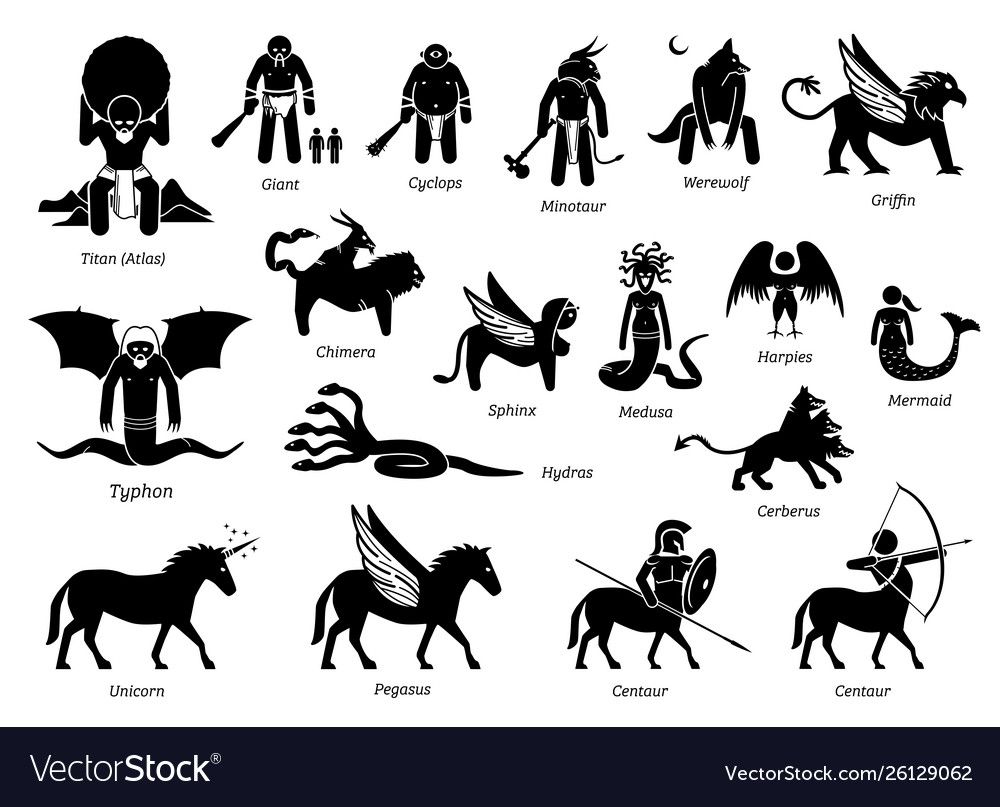 Titan (Atlas)
Giant
Cyclops
Minotaur
Werewolf
Griffin
Chimera
Sphinx
Medusa
Harpies
Mermaid
Typhon
Hydras
Cerberus
Unicorn
Pegasus
Centaur
Centaur
VectorStock®
VectorStock.com/26129062